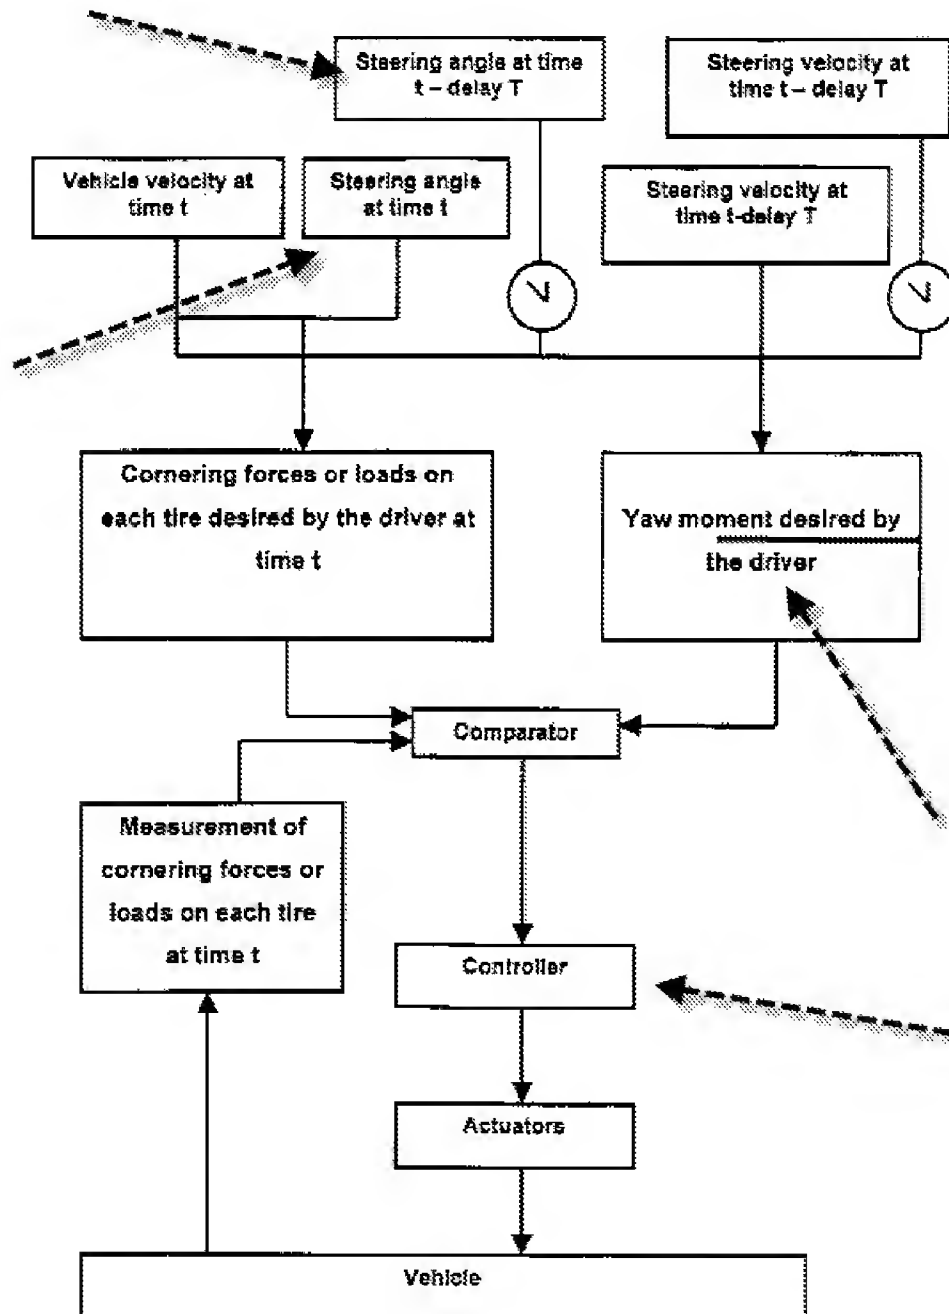 Steering angle at time
t – delay T
Steering velocity at
time t – delay T
Vehicle velocity at
time t
Steering angle
at time t
Steering velocity at
time t-delay T
Cornering forces or loads on
each tire desired by the driver at
time t
Yaw moment desired by
the driver
Comparator
Measurement of
cornering forces or
loads on each tire
at time t
Controller
Actuators
Vehicle